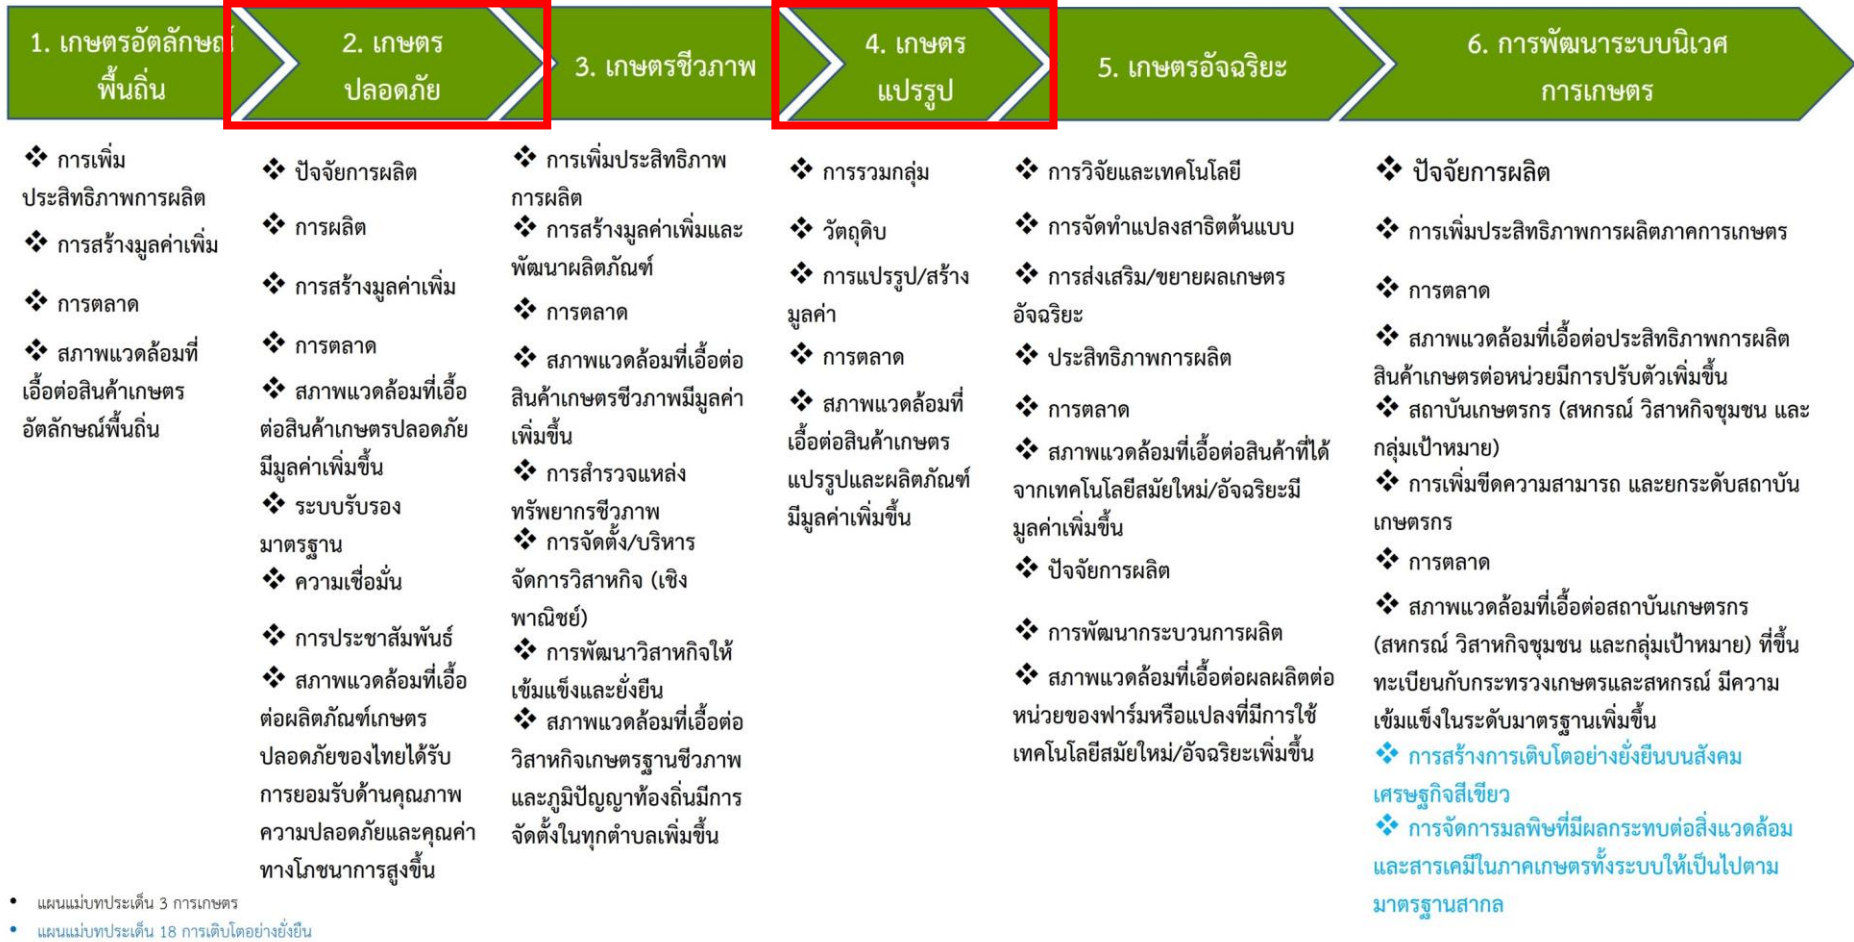 1. เกษตรอัตลักษณ์
พื้นถิ่น
2. เกษตร
ปลอดภัย
3. เกษตรชีวภาพ
4. เกษตร
แปรรูป
5. เกษตรอัจฉริยะ
6. การพัฒนาระบบนิเวศ
การเกษตร
❖ การเพิ่ม
ประสิทธิภาพการผลิต
❖ การสร้างมูลค่าเพิ่ม
❖ การตลาด
❖ สภาพแวดล้อมที่
เอื้อต่อสินค้าเกษตร
อัตลักษณ์พื้นถิ่น
❖ ปัจจัยการผลิต
❖ การผลิต
❖ การสร้างมูลค่าเพิ่ม
❖ การตลาด
❖ สภาพแวดล้อมที่เอื้อ
ต่อสินค้าเกษตรปลอดภัย
มีมูลค่าเพิ่มขึ้น
❖ ระบบรับรอง
มาตรฐาน
❖ ความเชื่อมั่น
❖ การประชาสัมพันธ์
❖ สภาพแวดล้อมที่เอื้อ
ต่อผลิตภัณฑ์เกษตร
ปลอดภัยของไทยได้รับ
การยอมรับด้านคุณภาพ
ความปลอดภัยและคุณค่า
ทางโภชนาการสูงขึ้น
❖ การเพิ่มประสิทธิภาพ
การผลิต
❖ การสร้างมูลค่าเพิ่มและ
พัฒนาผลิตภัณฑ์
❖ การตลาด
❖ สภาพแวดล้อมที่เอื้อต่อ
สินค้าเกษตรชีวภาพมีมูลค่า
เพิ่มขึ้น
❖ การสำรวจแหล่ง
ทรัพยากรชีวภาพ
❖ การจัดตั้ง/บริหาร
จัดการวิสาหกิจ (เชิง
พาณิชย์)
❖ การพัฒนาวิสาหกิจให้
เข้มแข็งและยั่งยืน
❖ สภาพแวดล้อมที่เอื้อต่อ
วิสาหกิจเกษตรฐานชีวภาพ
และภูมิปัญญาท้องถิ่นมีการ
จัดตั้งในทุกตำบลเพิ่มขึ้น
❖ การรวมกลุ่ม
❖ วัตถุดิบ
❖ การแปรรูป/สร้าง
มูลค่า
❖ การตลาด
❖ สภาพแวดล้อมที่
เอื้อต่อสินค้าเกษตร
แปรรูปและผลิตภัณฑ์
มีมูลค่าเพิ่มขึ้น
❖ การวิจัยและเทคโนโลยี
❖ การจัดทำแปลงสาธิตต้นแบบ
❖ การส่งเสริม/ขยายผลเกษตร
อัจฉริยะ
❖ ประสิทธิภาพการผลิต
❖ การตลาด
❖ สภาพแวดล้อมที่เอื้อต่อสินค้าที่ได้
จากเทคโนโลยีสมัยใหม่/อัจฉริยะมี
มูลค่าเพิ่มขึ้น
❖ ปัจจัยการผลิต
❖ การพัฒนากระบวนการผลิต
❖ สภาพแวดล้อมที่เอื้อต่อผลผลิตต่อ
หน่วยของฟาร์มหรือแปลงที่มีการใช้
เทคโนโลยีสมัยใหม่/อัจฉริยะเพิ่มขึ้น
❖ ปัจจัยการผลิต
❖ การเพิ่มประสิทธิภาพการผลิตภาคการเกษตร
❖ การตลาด
❖ สภาพแวดล้อมที่เอื้อต่อประสิทธิภาพการผลิต
สินค้าเกษตรต่อหน่วยมีการปรับตัวเพิ่มขึ้น
❖ สถาบันเกษตรกร (สหกรณ์ วิสาหกิจชุมชน และ
กลุ่มเป้าหมาย)
❖ การเพิ่มขีดความสามารถ และยกระดับสถาบัน
เกษตรกร
❖ การตลาด
❖ สภาพแวดล้อมที่เอื้อต่อสถาบันเกษตรกร
(สหกรณ์ วิสาหกิจชุมชน และกลุ่มเป้าหมาย) ที่ขึ้น
ทะเบียนกับกระทรวงเกษตรและสหกรณ์ มีความ
เข้มแข็งในระดับมาตรฐานเพิ่มขึ้น
❖ การสร้างการเติบโตอย่างยั่งยืนบนสังคม
เศรษฐกิจสีเขียว
❖ การจัดการมลพิษที่มีผลกระทบต่อสิ่งแวดล้อม
และสารเคมีในภาคเกษตรทั้งระบบให้เป็นไปตาม
มาตรฐานสากล
• แผนแม่บทประเด็น 3 การเกษตร
• แผนแม่บทประเด็น 18 การเติบโตอย่างยั่งยืน